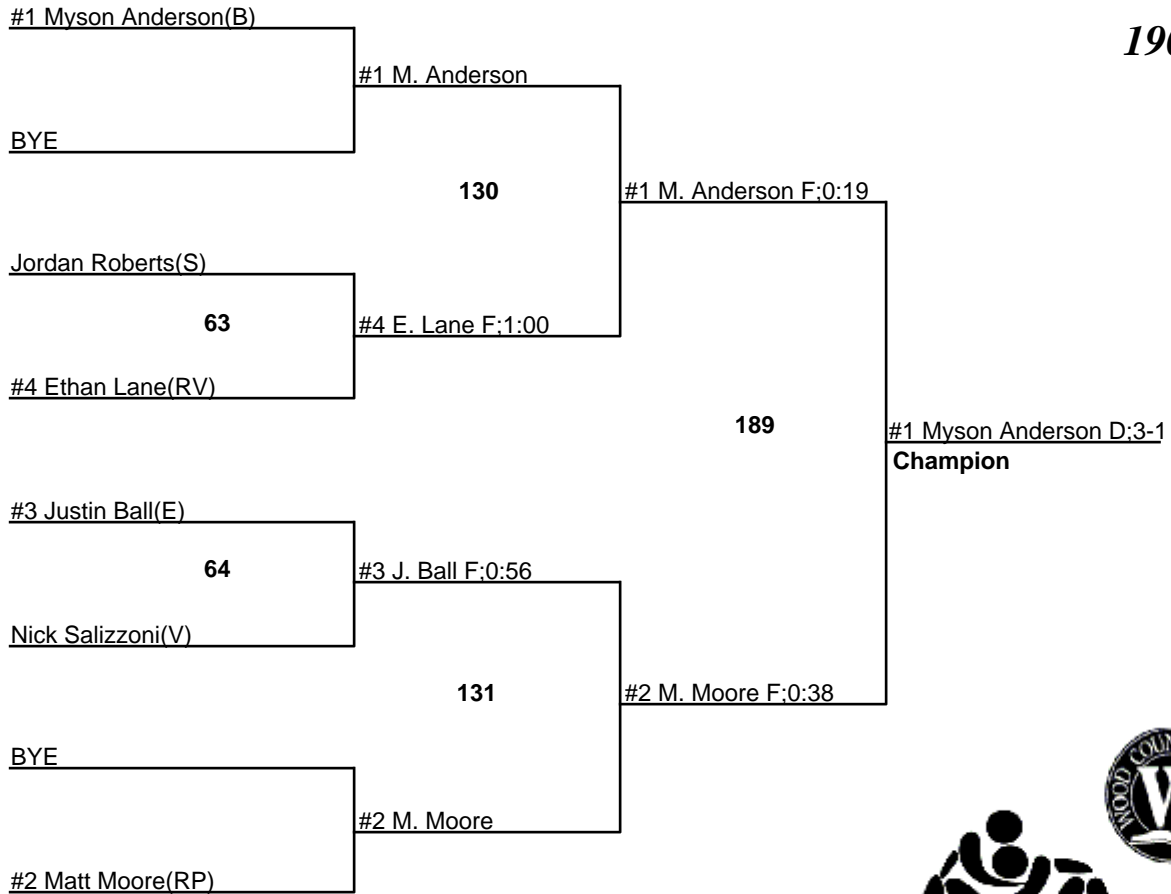 #1 Myson Anderson(B)
#1 M. Anderson
BYE
130
#1 M. Anderson F;0:19
Jordan Roberts(S)
63
#4 E. Lane F;1:00
#4 Ethan Lane(RV)
189
#1 Myson Anderson D;3-1
Champion
#3 Justin Ball(E)
64
#3 J. Ball F;0:56
Nick Salizzoni(V)
131
#2 M. Moore F;0:38
BYE
#2 M. Moore
#2 Matt Moore(RP)
WOOD COUN
W